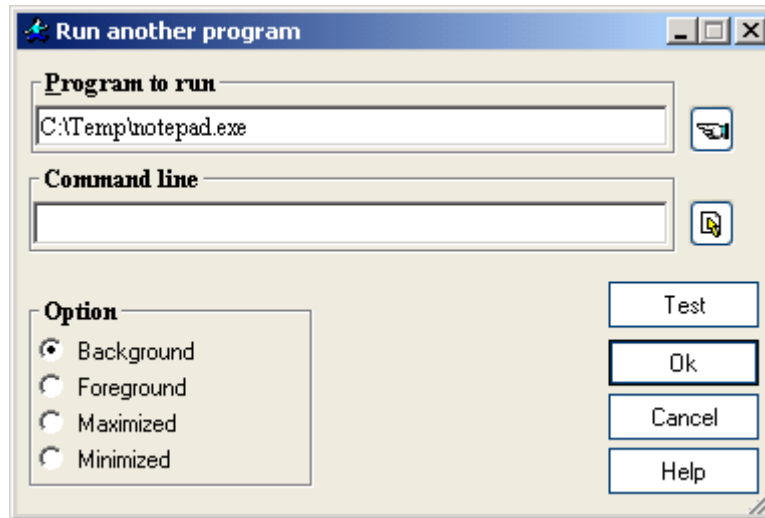 Run another program
Program to run
C:\Temp\notepad.exe
Command line
Option
Background
Foreground
Maximized
Minimized
Test
Ok
Cancel
Help